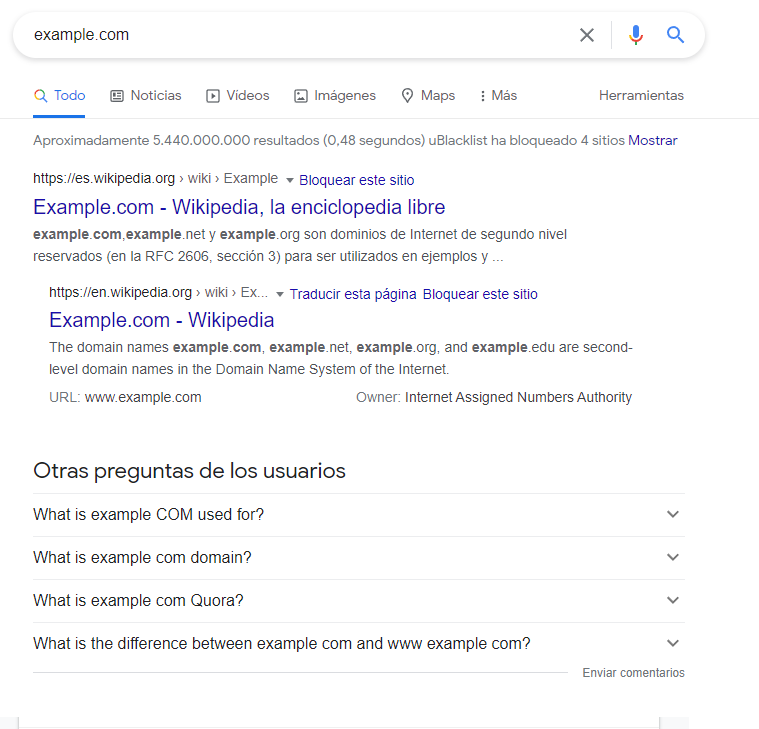 example.com
Todo Noticias Vídeos Imágenes Maps Más Herramientas
Aproximadamente 5.440.000.000 resultados (0,48 segundos) uBlacklist ha bloqueado 4 sitios Mostrar
https://es.wikipedia.org › wiki › Example Bloquear este sitio
Example.com - Wikipedia, la enciclopedia libre
example.com,example.net y example.org son dominios de Internet de segundo nivel
reservados (en la RFC 2606, sección 3) para ser utilizados en ejemplos y ...
https://en.wikipedia.org › wiki › Ex... Traducir esta página Bloquear este sitio
Example.com - Wikipedia
The domain names example.com, example.net, example.org, and example.edu are second-
level domain names in the Domain Name System of the Internet.
URL: www.example.com Owner: Internet Assigned Numbers Authority
Otras preguntas de los usuarios
What is example COM used for?
What is example com domain?
What is example com Quora?
What is the difference between example com and www example com?
Enviar comentarios